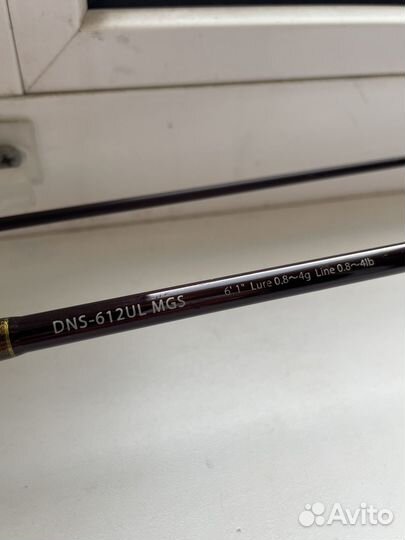 DNS-612UL MGS 6'1" Lure 0.8～4g Line 0.8～4lb
Avito